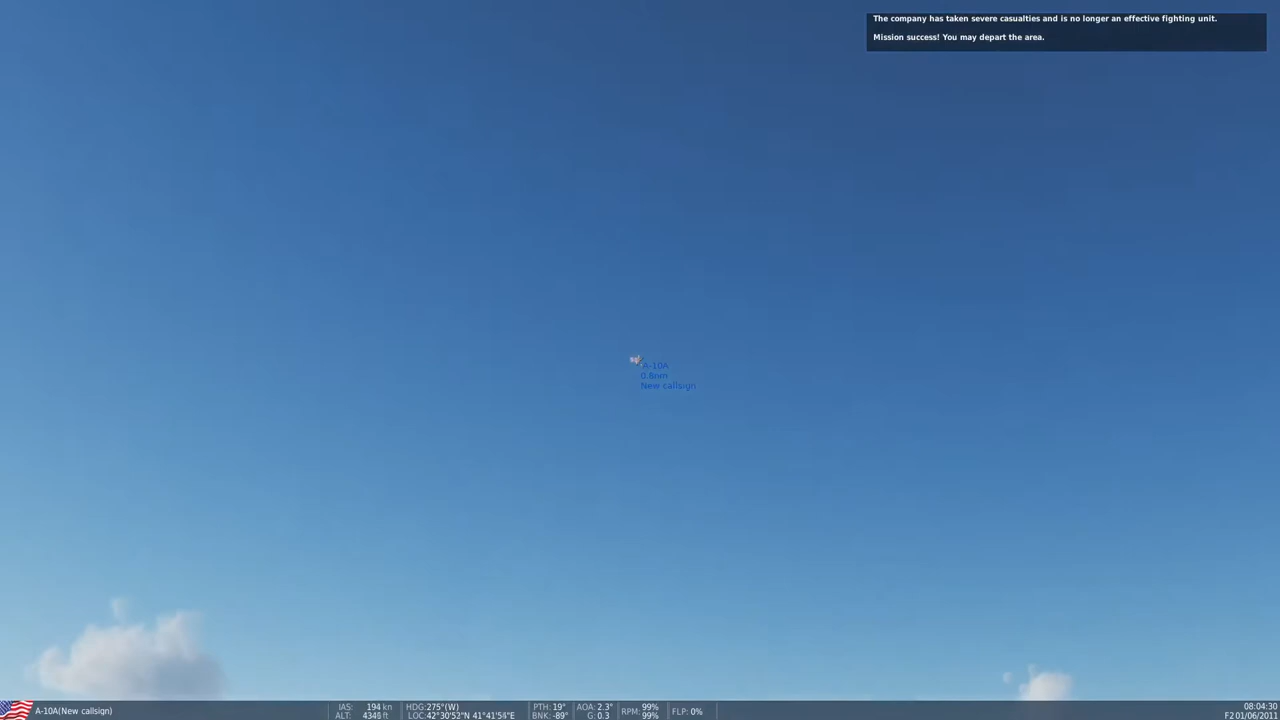 The company has taken severe casualties and is no longer an effective fighting unit.
Mission success! You may depart the area.
A-10A
0.8nm
New callsign
A-10A(New callsign)
IAS: 194 kn
ALT: ft
HDG:275°(W)
LOC:42°30'52"N 41°41'56"E
PTH: 19°
BNK:-89°
AOA: 2.3°
G: 0.3
RPM: 99%
99%
FLP: 0%
08:04:30
F2 01/06/2011